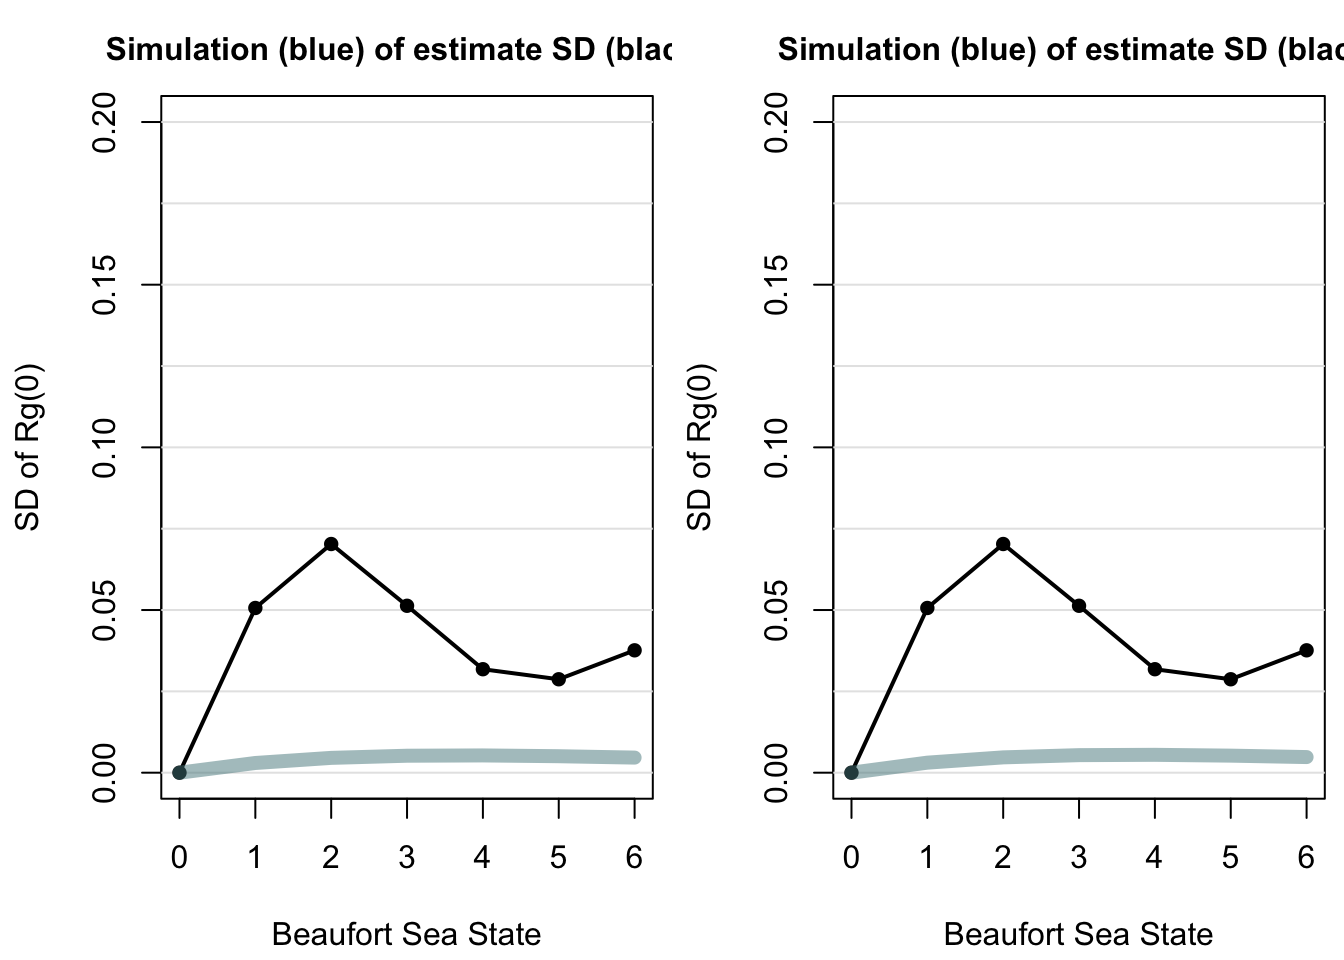 Simulation (blue) of estimate SD (blac
0.20
0.15
0.10
0.05
0.00
SD of Rg(0)
0 1 2 3 4 5 6
Beaufort Sea State
Simulation (blue) of estimate SD (blac
0.20
0.15
0.10
0.05
0.00
SD of Rg(0)
0 1 2 3 4 5 6
Beaufort Sea State